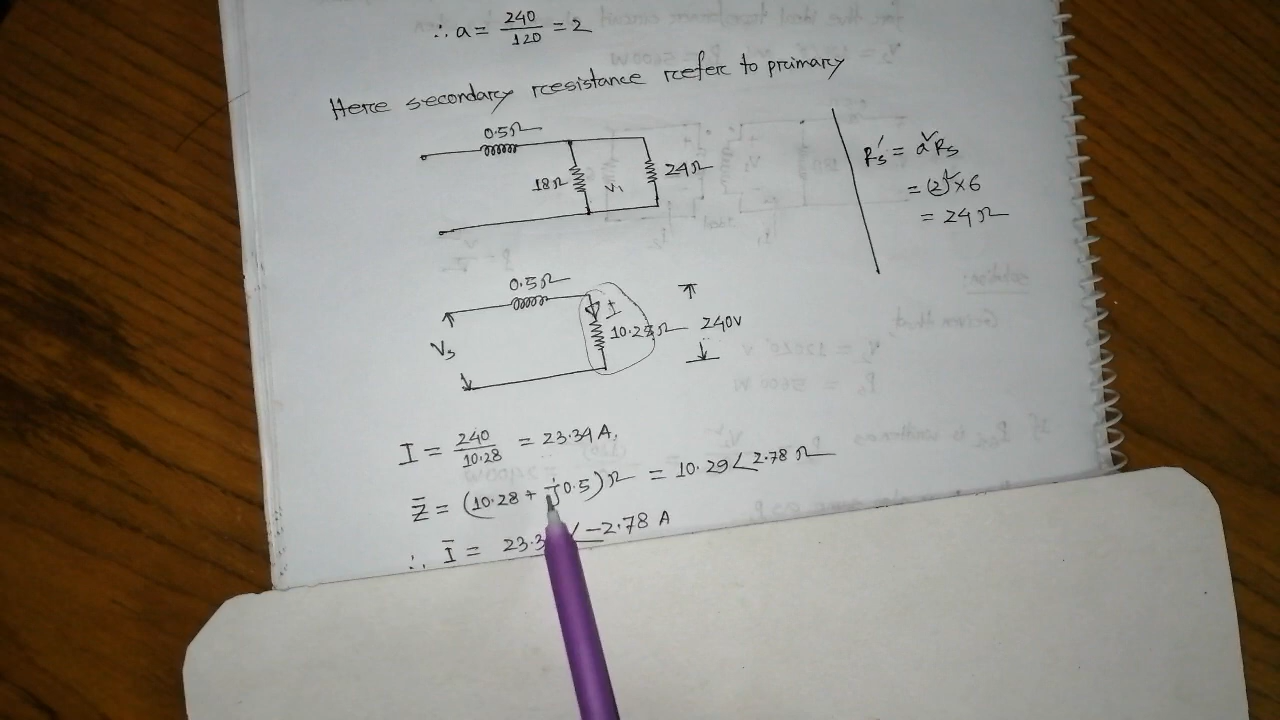 ∴ a = 240/120 = 2
Here secondary resistance refer to primary
0.5Ω
18Ω V₁ 24Ω
Rs' = a²Rs
= (2)²×6
= 24Ω
0.5Ω
Vs I 10.28Ω 240V
I = 240/10.28 = 23.34 A.
Z̄ = (10.28 + j0.5)Ω = 10.29∠2.78 Ω
∴ Ī = 23.3 ∠-2.78 A